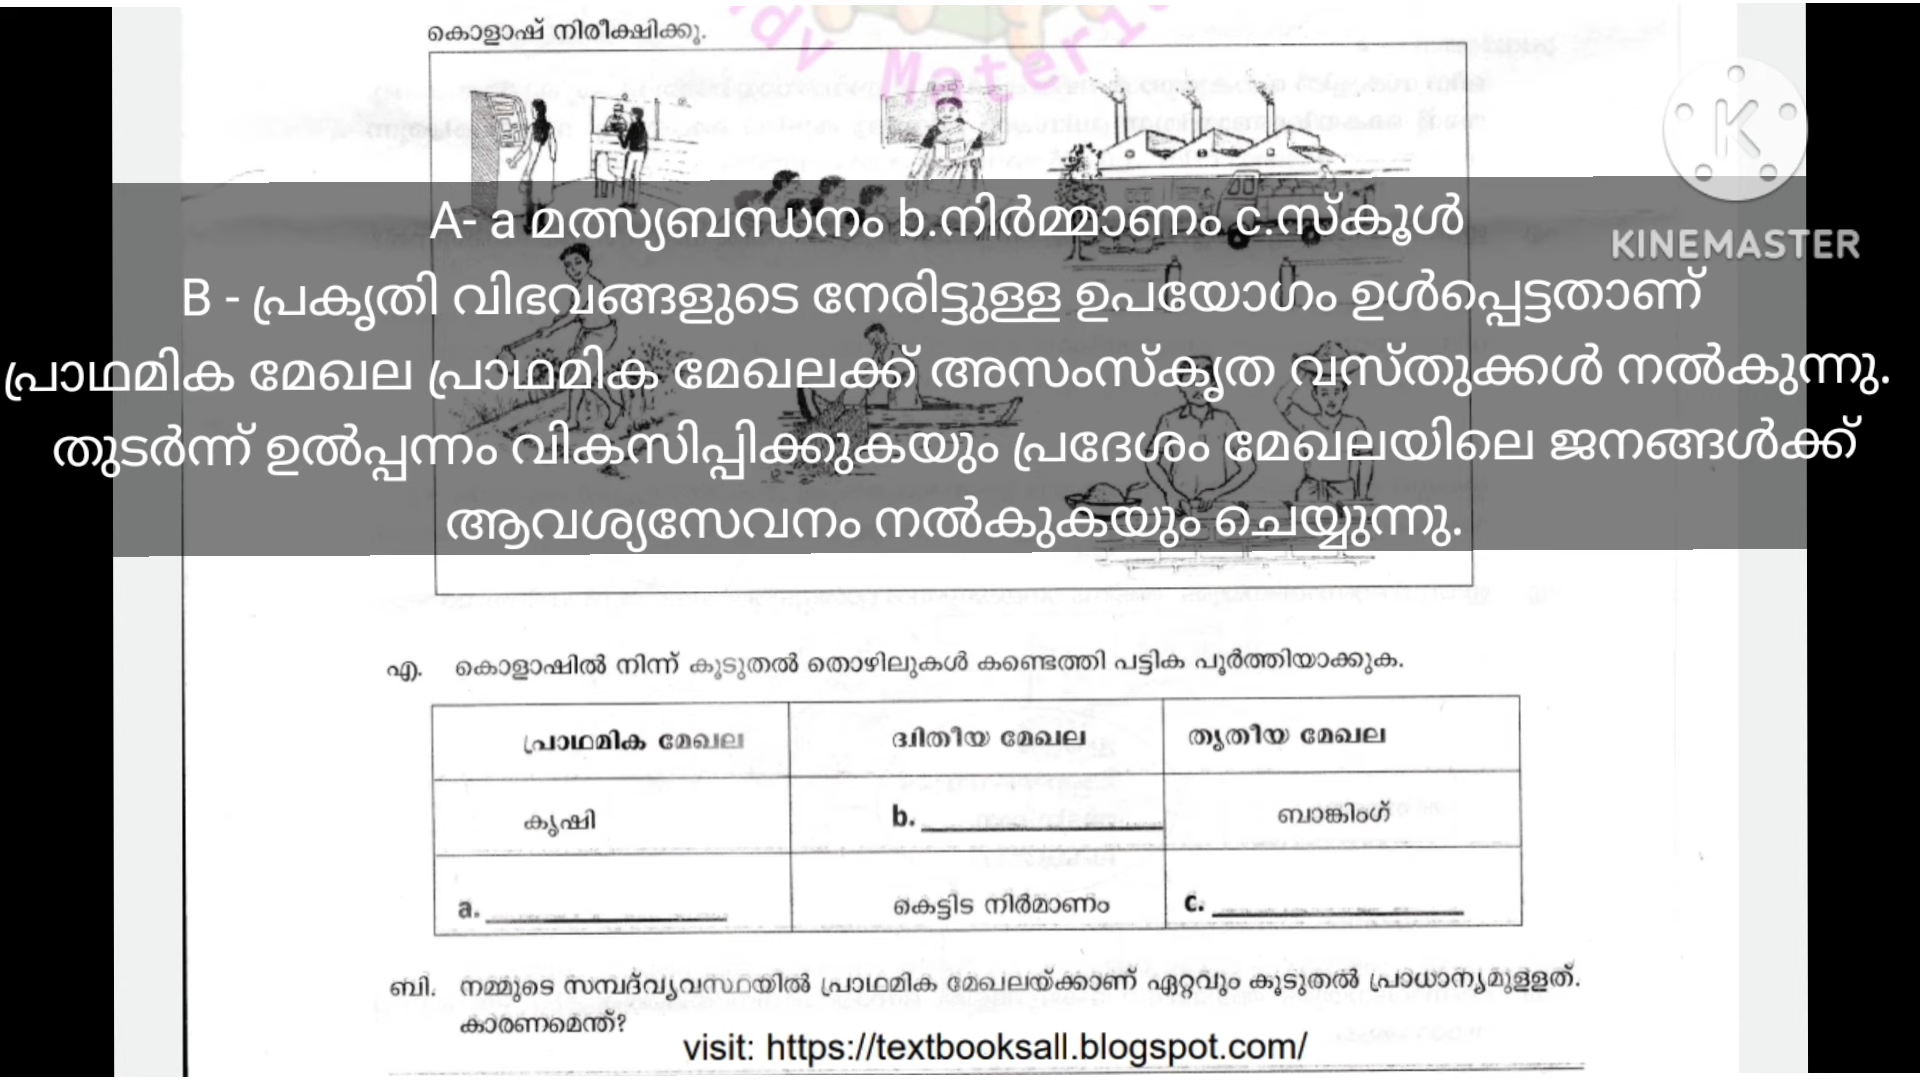 കൊളാഷ് നിരീക്ഷിക്കൂ.
dy Materi
K
KINEMASTER
A- a മത്സ്യബന്ധനം b.നിർമ്മാണം c.സ്കൂൾ
B - പ്രകൃതി വിഭവങ്ങളുടെ നേരിട്ടുള്ള ഉപയോഗം ഉൾപ്പെട്ടതാണ്
പ്രാഥമിക മേഖല പ്രാഥമിക മേഖലക്ക് അസംസ്കൃത വസ്തുക്കൾ നൽകുന്നു.
തുടർന്ന് ഉൽപ്പന്നം വികസിപ്പിക്കുകയും പ്രദേശം മേഖലയിലെ ജനങ്ങൾക്ക്
ആവശ്യസേവനം നൽകുകയും ചെയ്യുന്നു.
എ. കൊളാഷിൽ നിന്ന് കൂടുതൽ തൊഴിലുകൾ കണ്ടെത്തി പട്ടിക പൂർത്തിയാക്കുക.
പ്രാഥമിക മേഖല ദ്വിതീയ മേഖല തൃതീയ മേഖല
കൃഷി b. ബാങ്കിംഗ്
a. കെട്ടിട നിർമാണം c.
ബി. നമ്മുടെ സമ്പദ്‌വ്യവസ്ഥയിൽ പ്രാഥമിക മേഖലയ്ക്കാണ് ഏറ്റവും കൂടുതൽ പ്രാധാന്യമുള്ളത്.
കാരണമെന്ത്?
visit: https://textbooksall.blogspot.com/